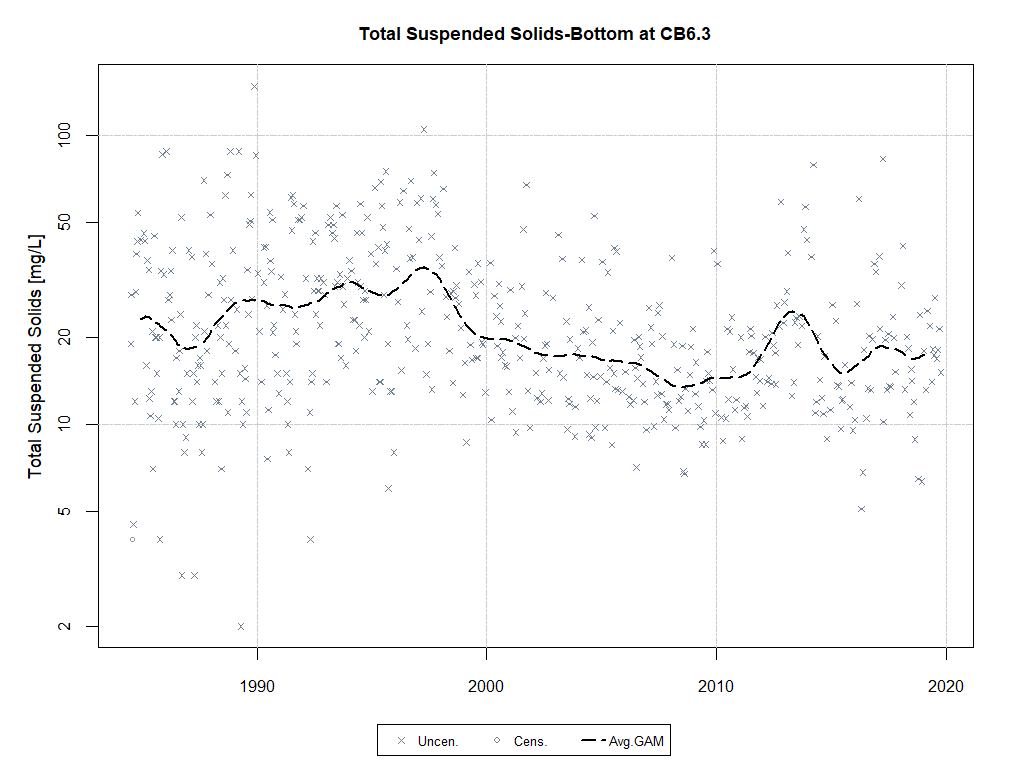 Total Suspended Solids-Bottom at CB6.3
Total Suspended Solids [mg/L]
100
50
20
10
5
2
1990 2000 2010 2020
Uncen. Cens. Avg.GAM